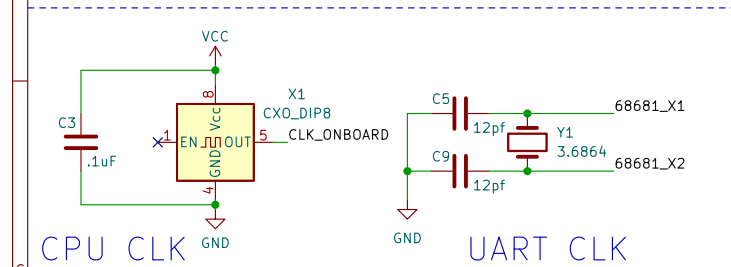 VCC
8
X1
CXO_DIP8
C3
.1uF
Vcc
1
EN
OUT
5
CLK_ONBOARD
GND
4
GND
CPU CLK
C5
12pf
68681_X1
Y1
3.6864
C9
12pf
68681_X2
GND
UART CLK